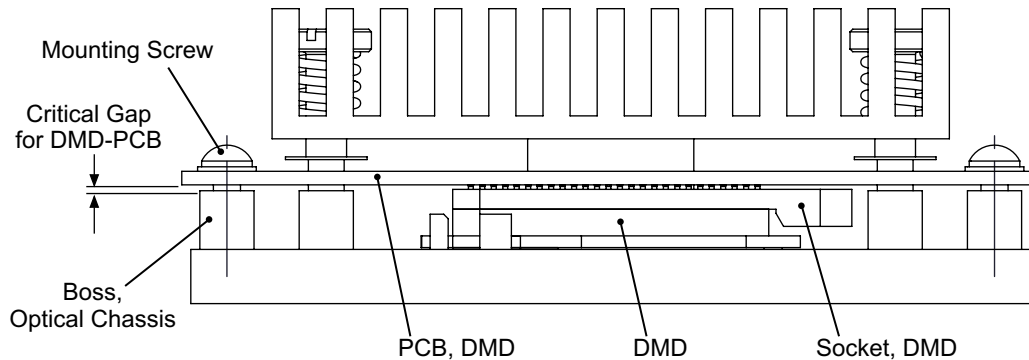 Mounting Screw
Critical Gap
for DMD-PCB
Boss,
Optical Chassis
PCB, DMD
DMD
Socket, DMD